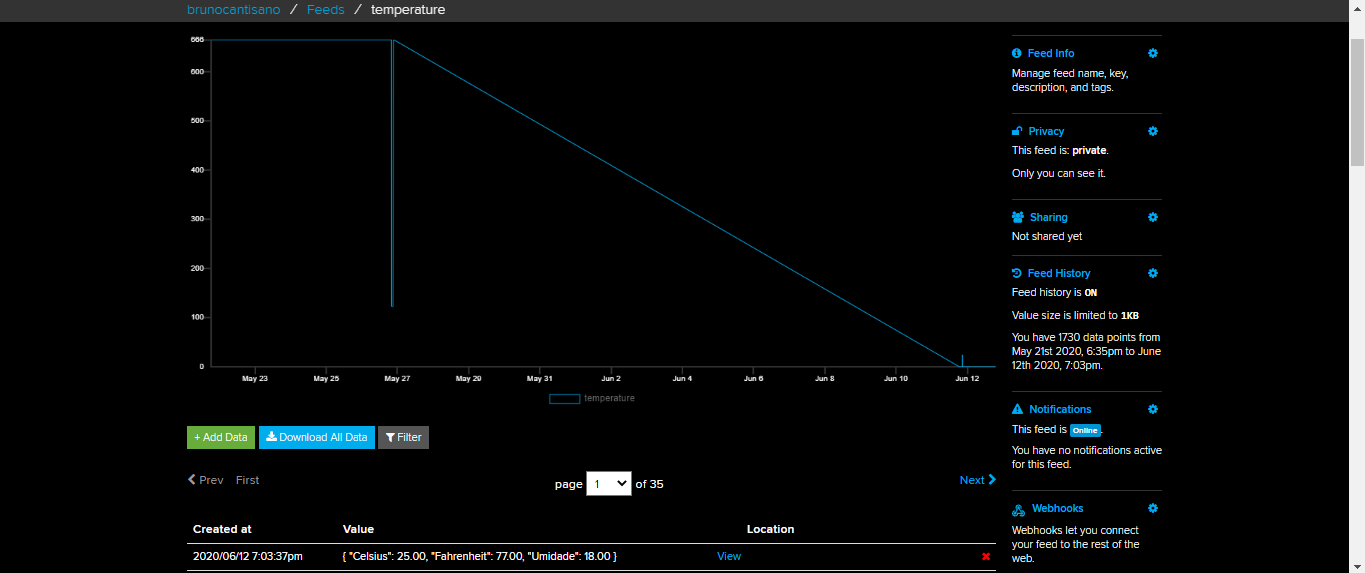 brunocantisano / Feeds / temperature
666
600
500
400
300
200
100
0
May 23 May 25 May 27 May 29 May 31 Jun 2 Jun 4 Jun 6 Jun 8 Jun 10 Jun 12
temperature
+ Add Data Download All Data Filter
Prev First page 1 of 35 Next
Created at Value Location
2020/06/12 7:03:37pm { "Celsius": 25.00, "Fahrenheit": 77.00, "Umidade": 18.00 } View
Feed Info
Manage feed name, key,
description, and tags.
Privacy
This feed is: private.
Only you can see it.
Sharing
Not shared yet
Feed History
Feed history is ON
Value size is limited to 1KB
You have 1730 data points from
May 21st 2020, 6:35pm to June
12th 2020, 7:03pm.
Notifications
This feed is Online.
You have no notifications active
for this feed.
Webhooks
Webhooks let you connect
your feed to the rest of the
web.